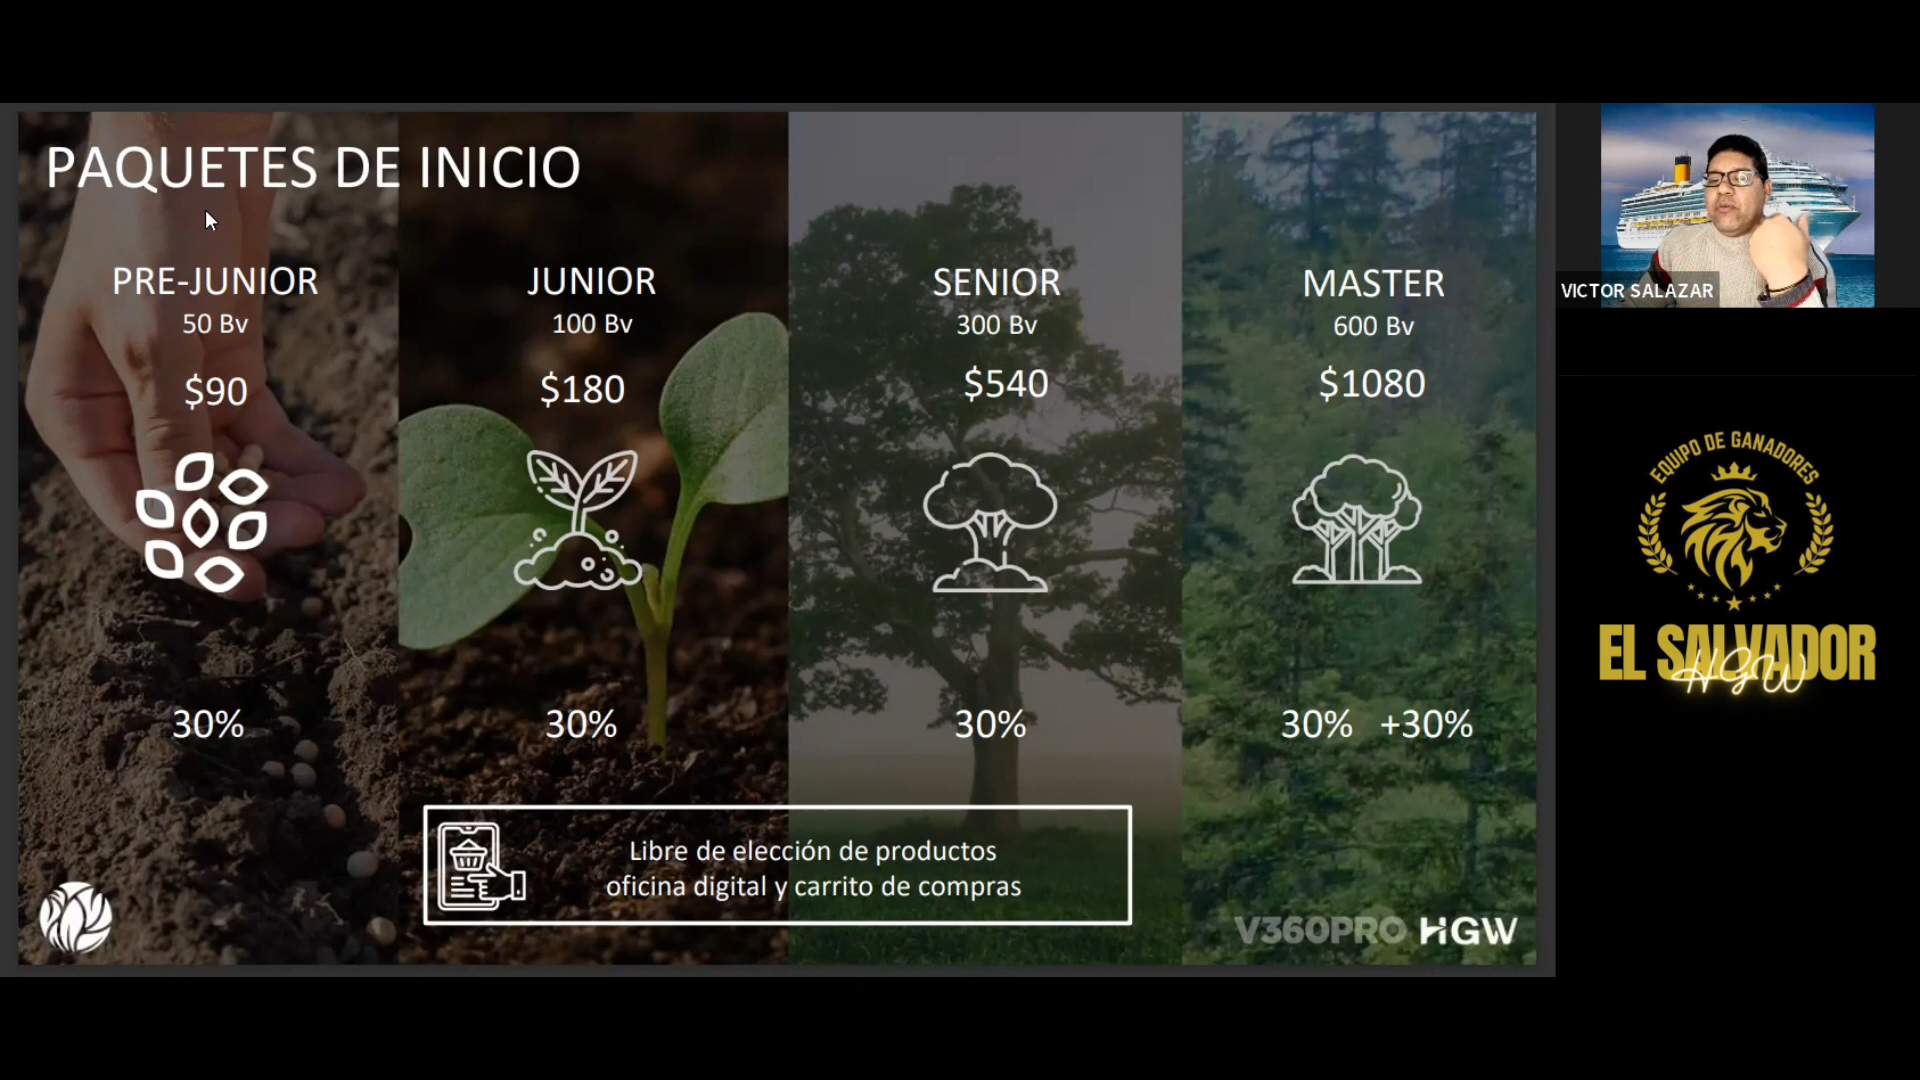 PAQUETES DE INICIO
PRE-JUNIOR
50 Bv
$90
30%
JUNIOR
100 Bv
$180
30%
SENIOR
300 Bv
$540
30%
MASTER
600 Bv
$1080
30% +30%
Libre de elección de productos
oficina digital y carrito de compras
V360PRO HGW
VICTOR SALAZAR
EQUIPO DE GANADORES
EL SALVADOR
HGW